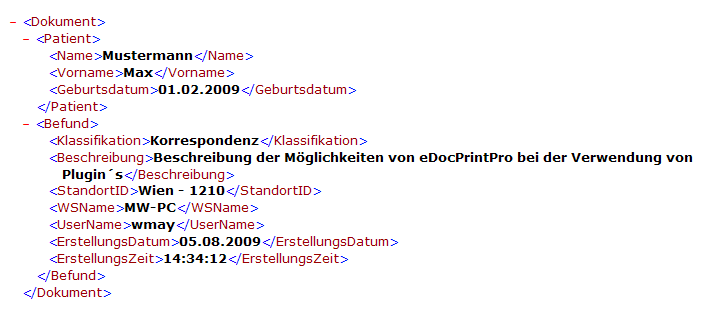 - <Dokument>
- <Patient>
<Name>Mustermann</Name>
<Vorname>Max</Vorname>
<Geburtsdatum>01.02.2009</Geburtsdatum>
</Patient>
- <Befund>
<Klassifikation>Korrespondenz</Klassifikation>
<Beschreibung>Beschreibung der Möglichkeiten von eDocPrintPro bei der Verwendung von
Plugin´s</Beschreibung>
<StandortID>Wien - 1210</StandortID>
<WSName>MW-PC</WSName>
<UserName>wmay</UserName>
<ErstellungsDatum>05.08.2009</ErstellungsDatum>
<ErstellungsZeit>14:34:12</ErstellungsZeit>
</Befund>
</Dokument>